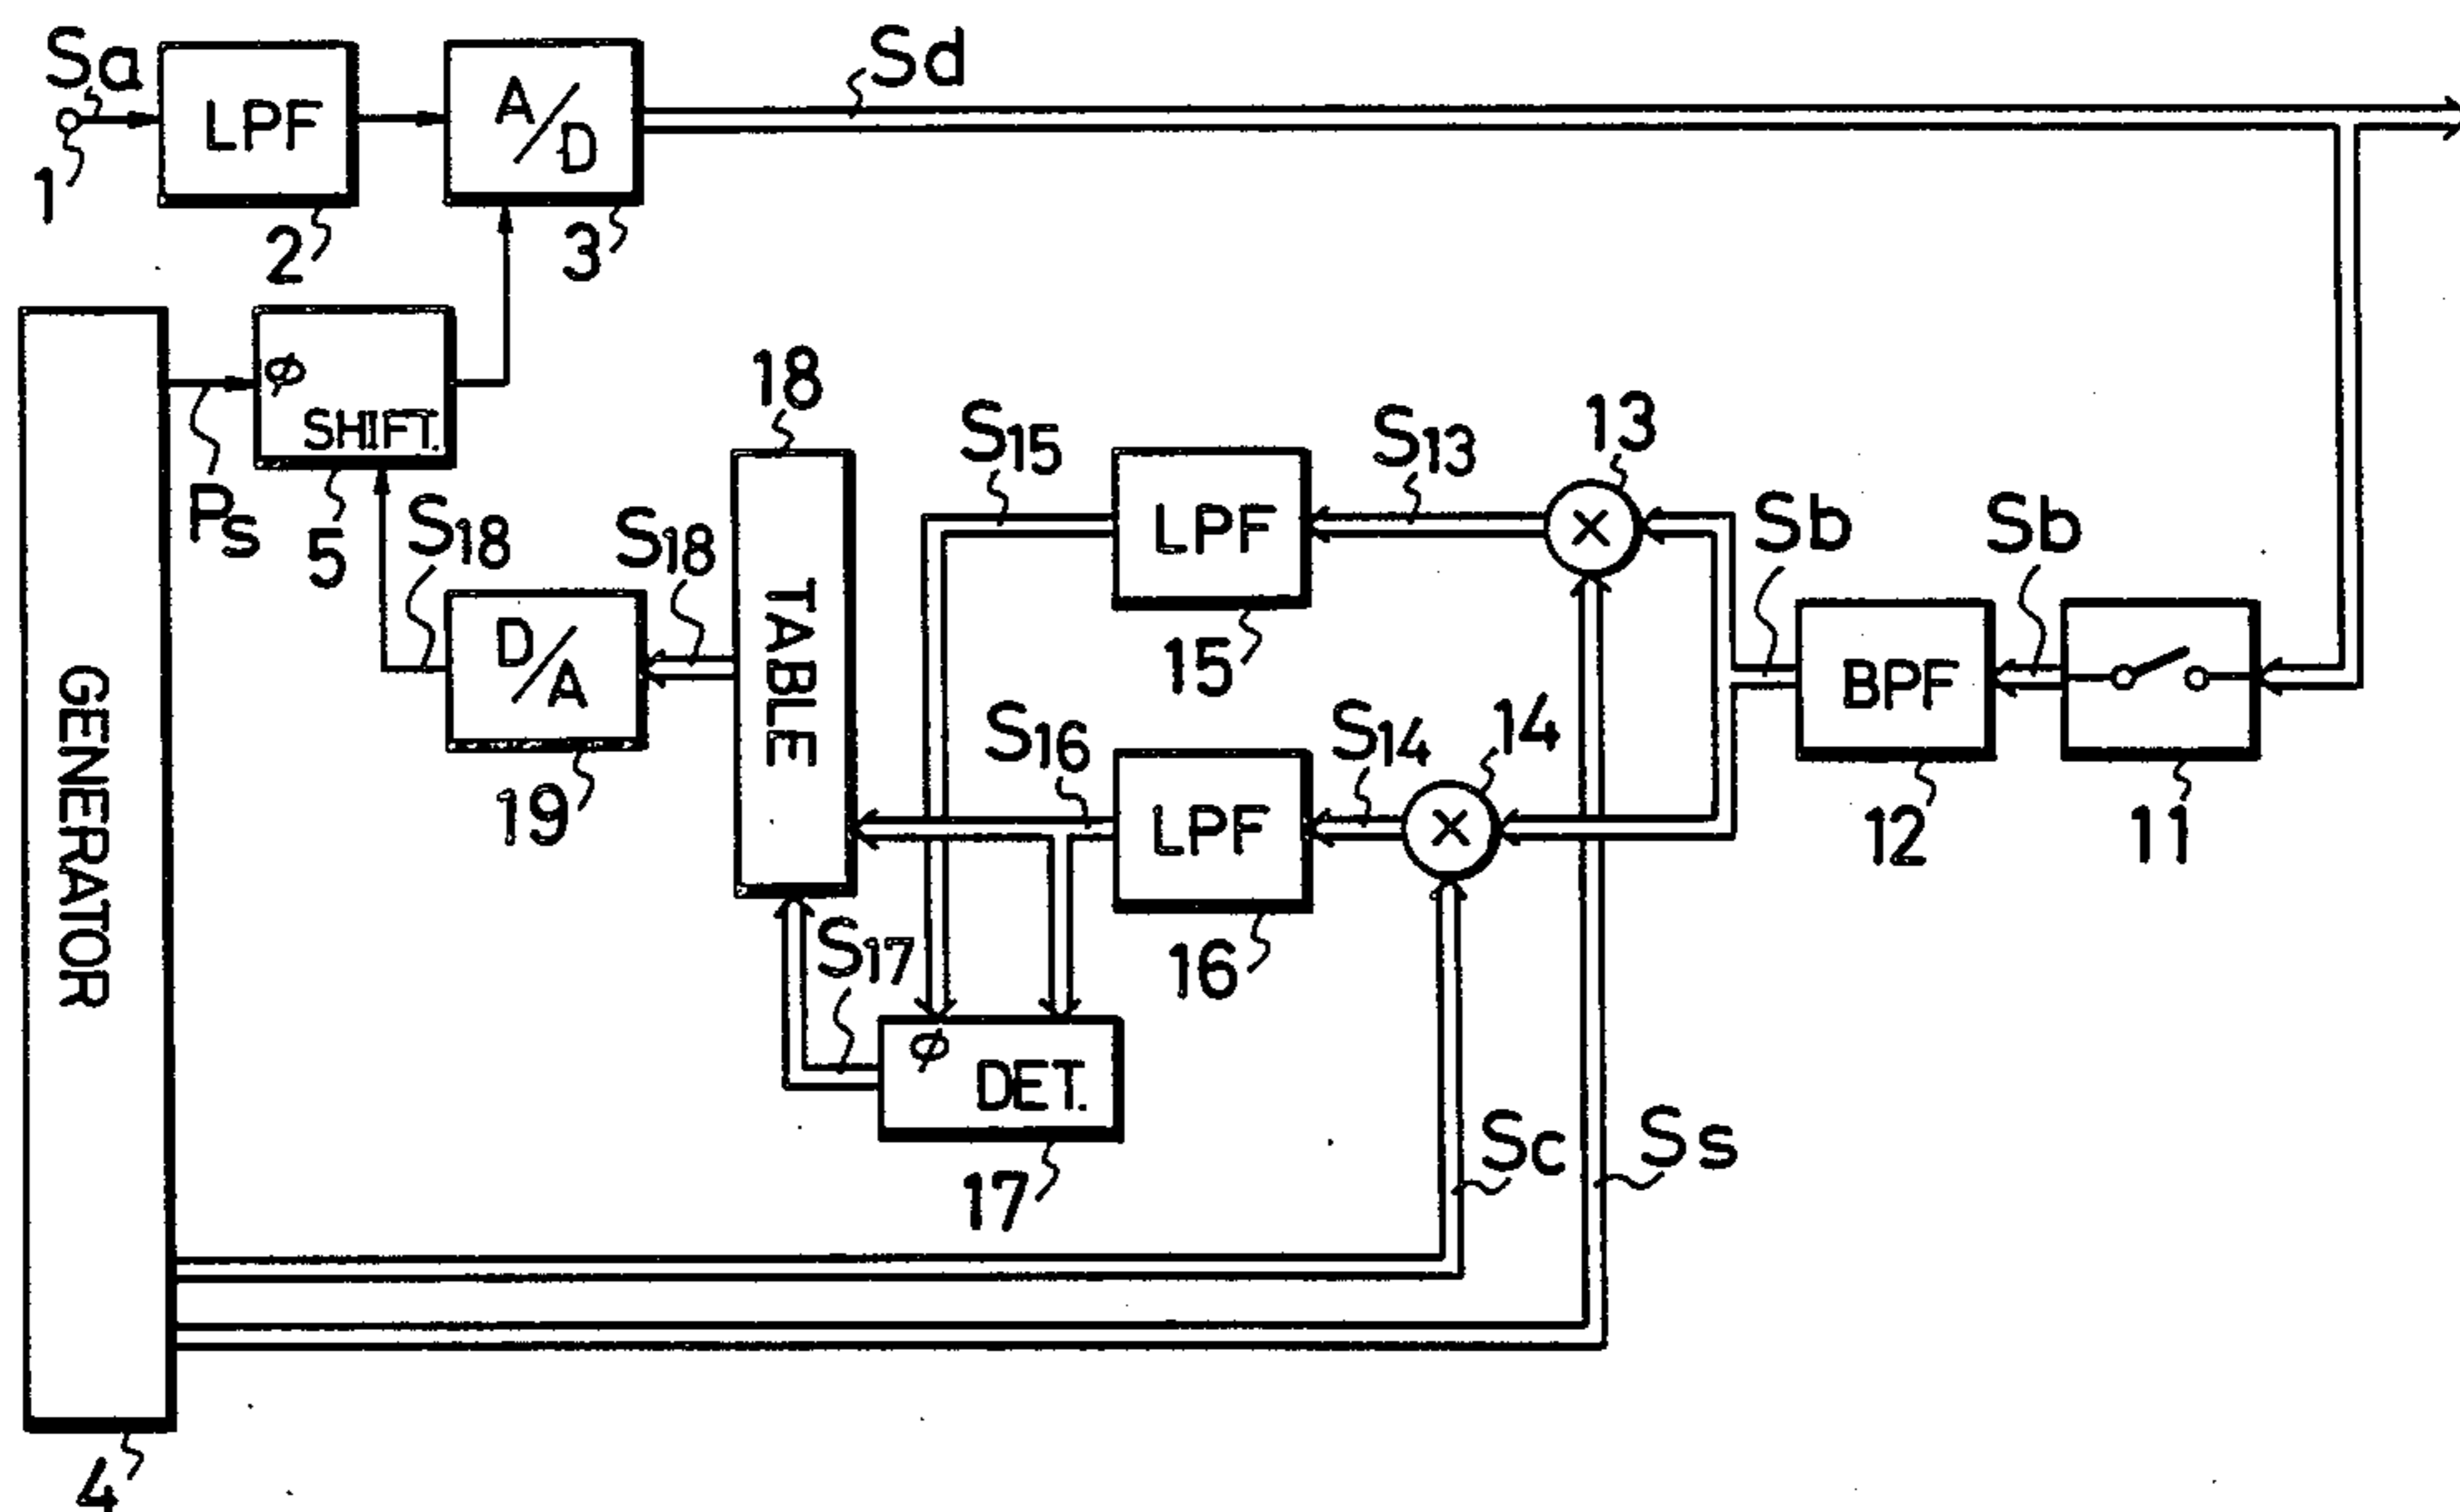 Sa
LPF
A/D
Sd
1
2
3
φ
SHIFT.
Ps
5
S18
S18
18
S15
S13
13
LPF
Sb
Sb
D/A
TABLE
15
BPF
GENERATOR
19
S16
S14
14
LPF
12
11
S17
16
φ
DET.
17
Sc
Ss
4